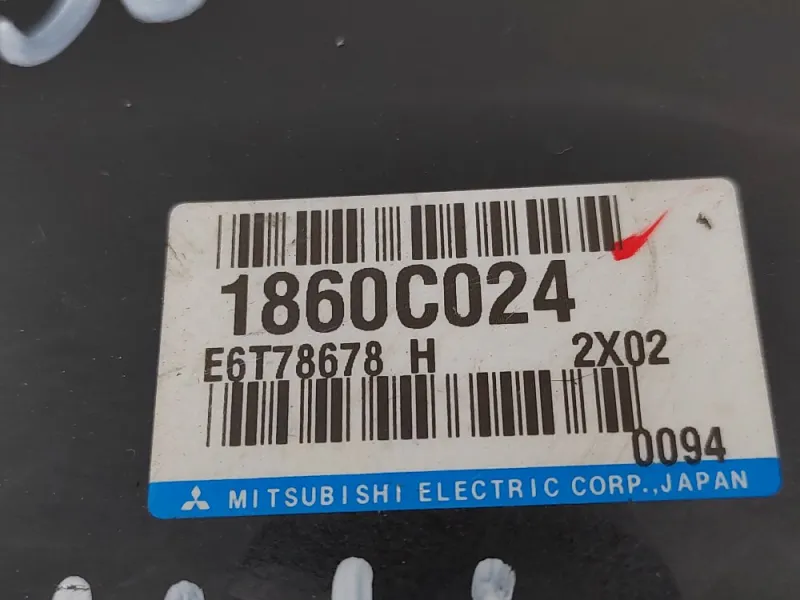 1860C024
E6T78678 H 2X02
0094
MITSUBISHI ELECTRIC CORP., JAPAN